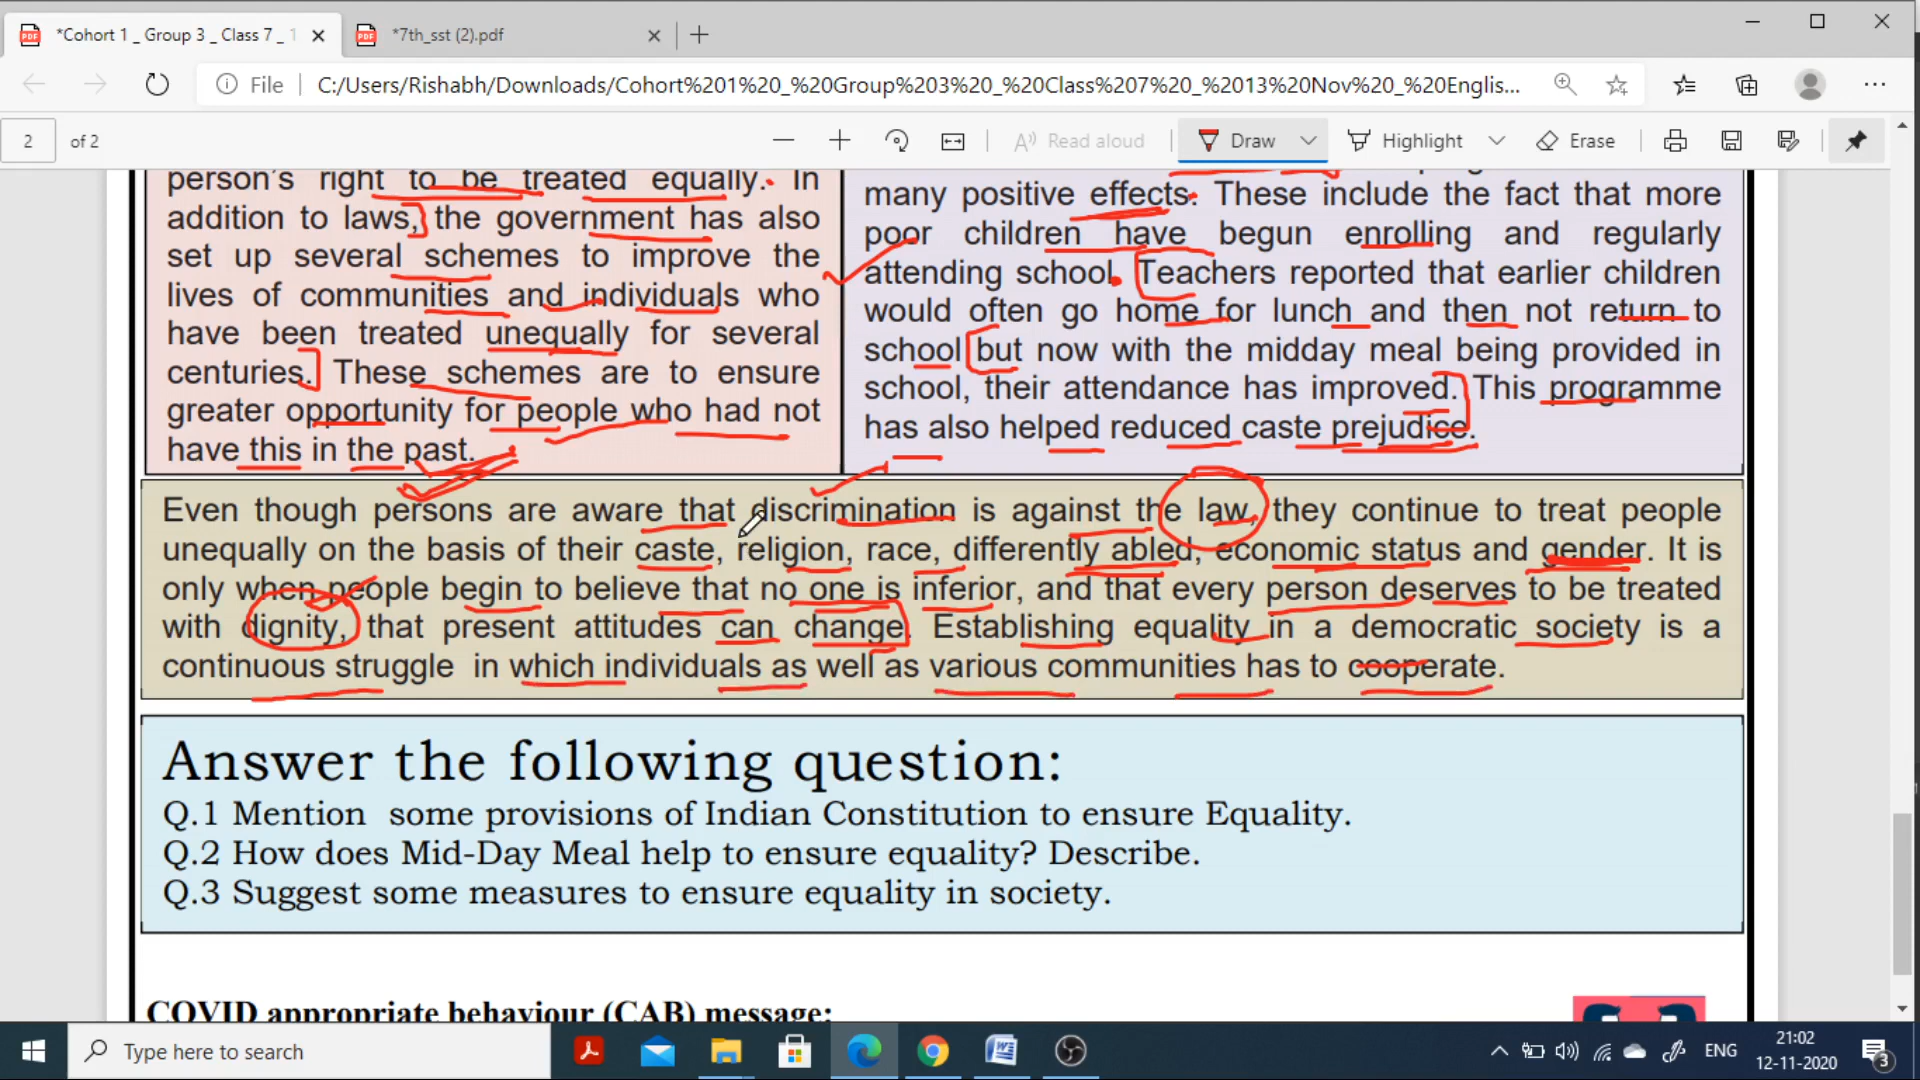 *Cohort 1 _ Group 3 _ Class 7 _ 1
*7th_sst (2).pdf
File
C:/Users/Rishabh/Downloads/Cohort%201%20_%20Group%203%20_%20Class%207%20_%2013%20Nov%20_%20Englis...
2 of 2
Read aloud
Draw
Highlight
Erase
person's right to be treated equally. In
addition to laws, the government has also
set up several schemes to improve the
lives of communities and individuals who
have been treated unequally for several
centuries. These schemes are to ensure
greater opportunity for people who had not
have this in the past.
many positive effects. These include the fact that more
poor children have begun enrolling and regularly
attending school. Teachers reported that earlier children
would often go home for lunch and then not return to
school but now with the midday meal being provided in
school, their attendance has improved. This programme
has also helped reduced caste prejudice.
Even though persons are aware that discrimination is against the law, they continue to treat people
unequally on the basis of their caste, religion, race, differently abled, economic status and gender. It is
only when people begin to believe that no one is inferior, and that every person deserves to be treated
with dignity, that present attitudes can change. Establishing equality in a democratic society is a
continuous struggle in which individuals as well as various communities has to cooperate.
Answer the following question:
Q.1 Mention some provisions of Indian Constitution to ensure Equality.
Q.2 How does Mid-Day Meal help to ensure equality? Describe.
Q.3 Suggest some measures to ensure equality in society.
COVID appropriate behaviour (CAB) message:
Type here to search
ENG
21:02
12-11-2020
3